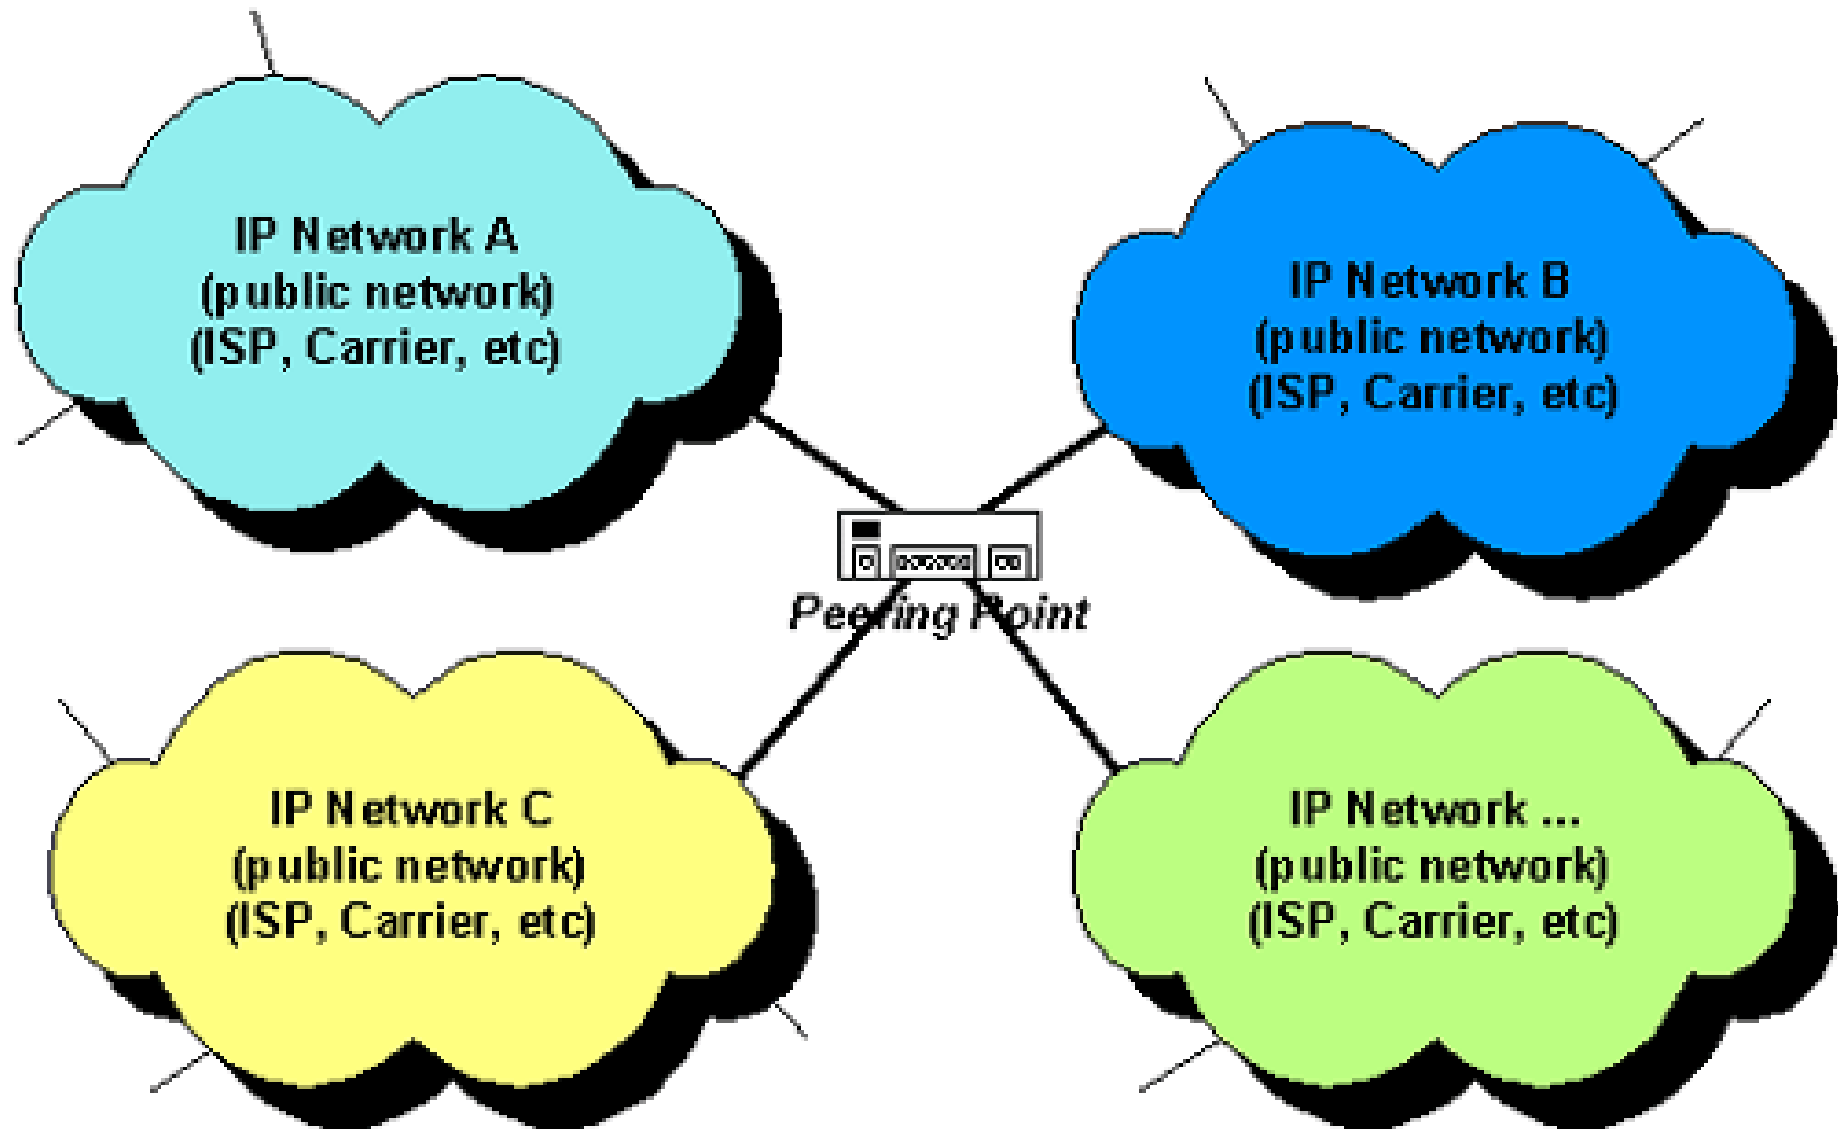 IP Network A
(public network)
(ISP, Carrier, etc)
IP Network B
(public network)
(ISP, Carrier, etc)
Peering Point
IP Network C
(public network)
(ISP, Carrier, etc)
IP Network ...
(public network)
(ISP, Carrier, etc)